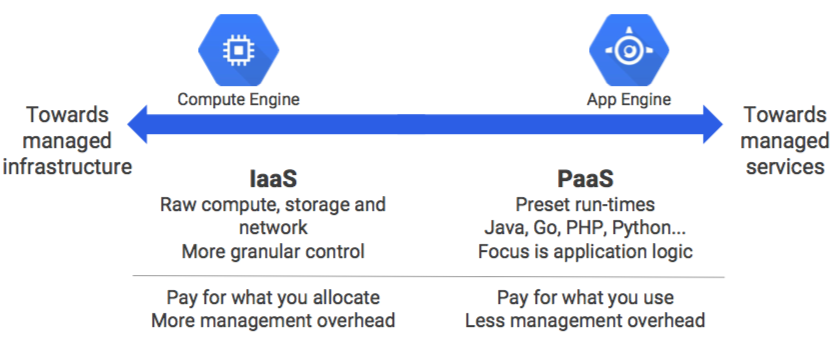 Compute Engine
App Engine
Towards
managed
infrastructure
Towards
managed
services
IaaS
Raw compute, storage and
network
More granular control
PaaS
Preset run-times
Java, Go, PHP, Python...
Focus is application logic
Pay for what you allocate
More management overhead
Pay for what you use
Less management overhead